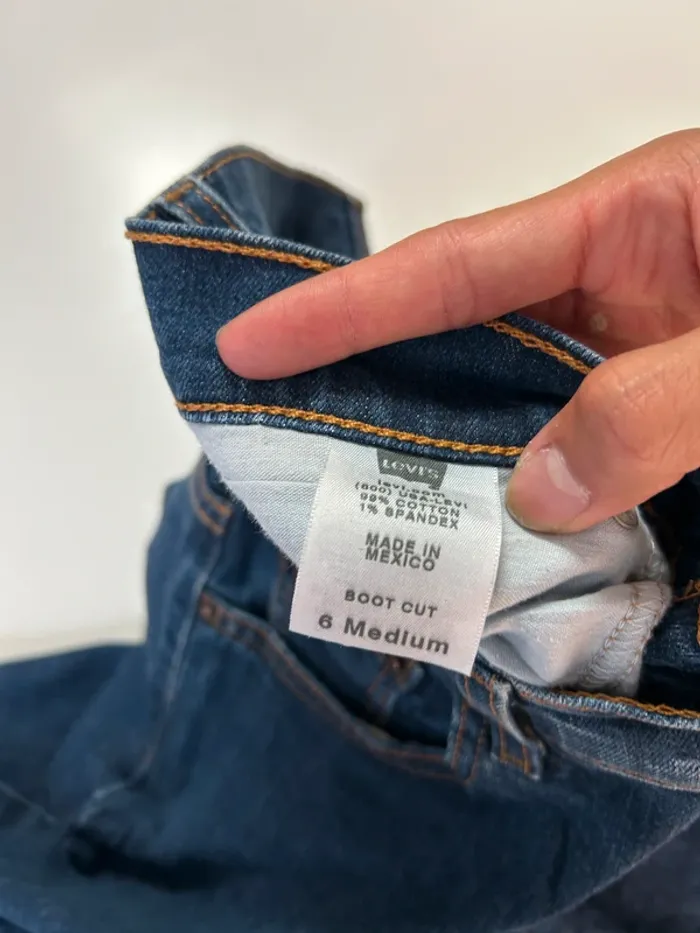 LEVI'S
levi.com
(800) USA-LEVI
99% COTTON
1% SPANDEX
MADE IN
MEXICO
BOOT CUT
6 Medium